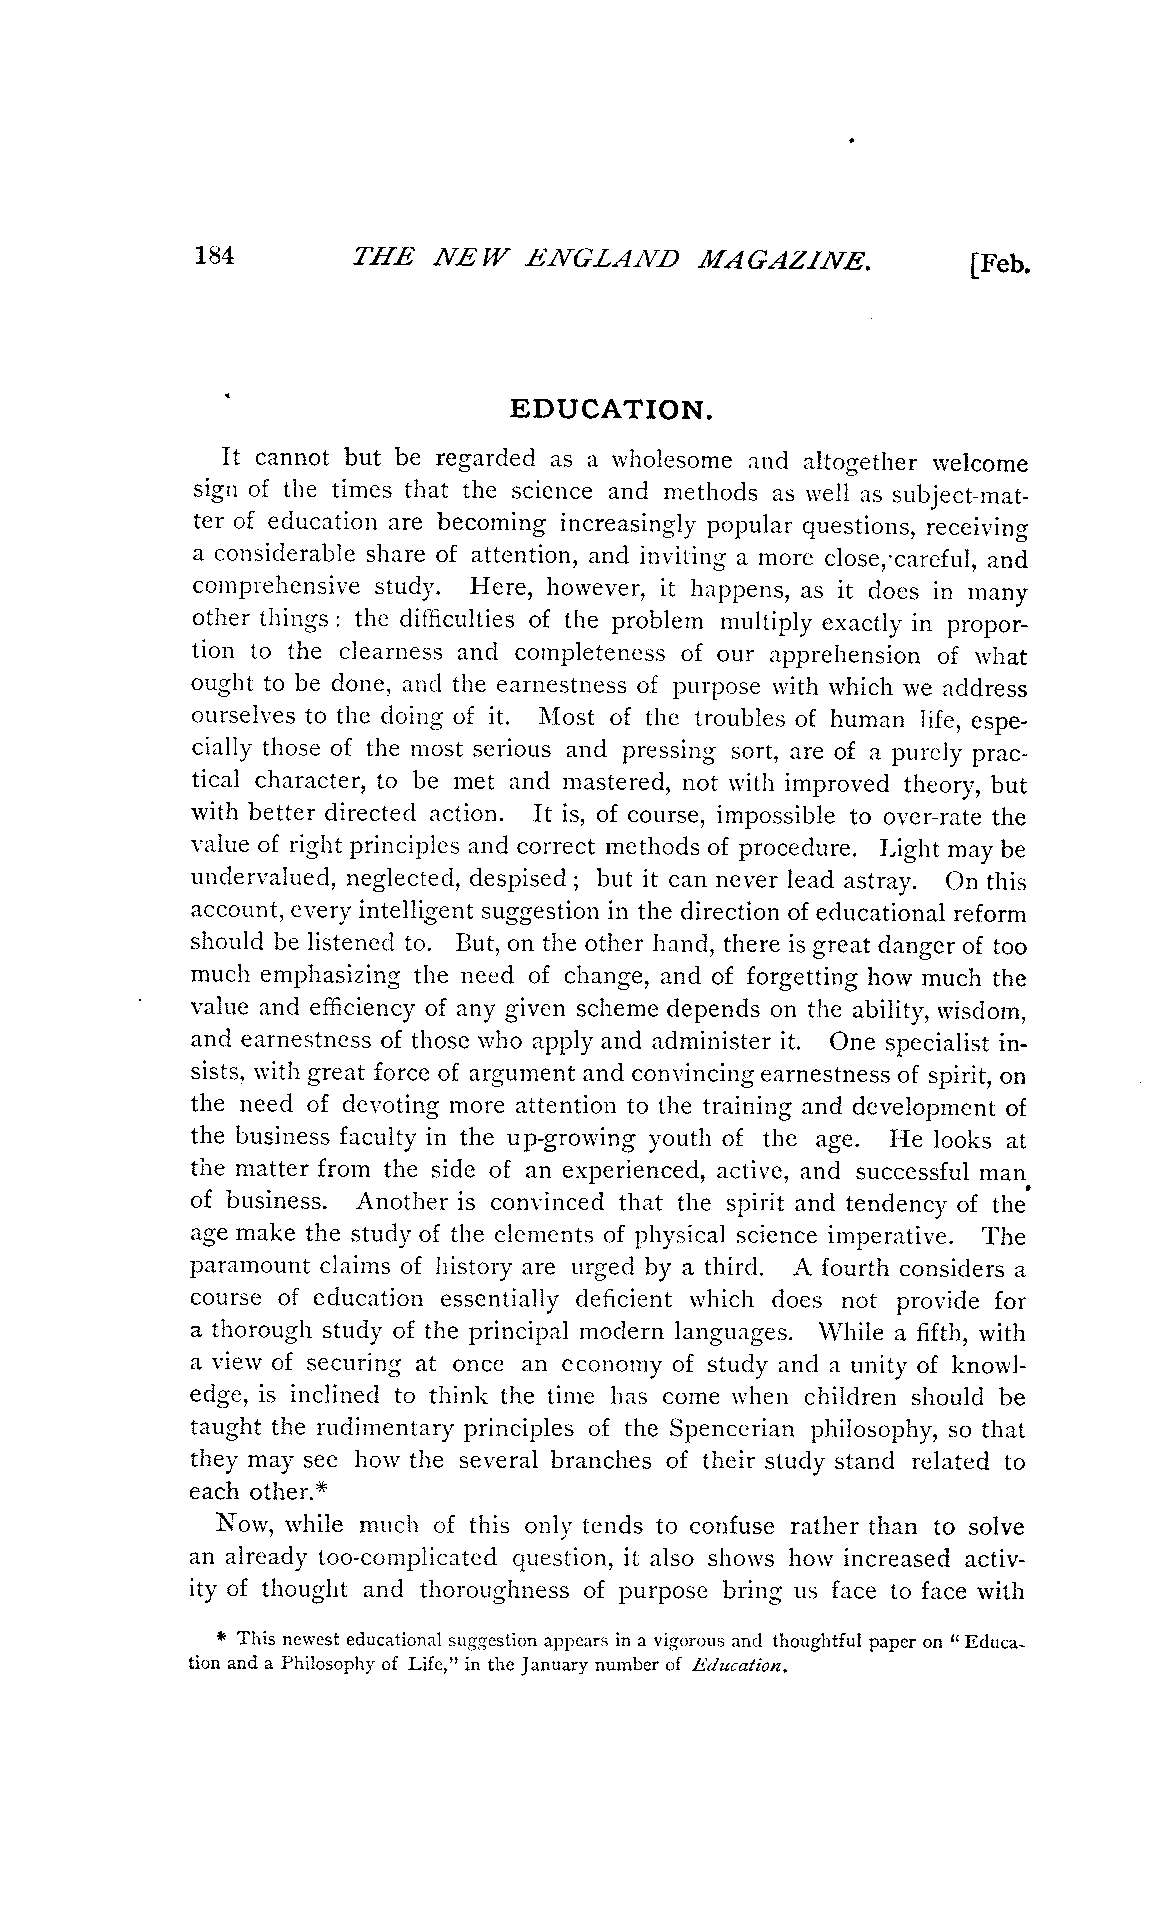 184 THE NEW ENGLAND MAGAZINE. [Feb.
EDUCATION.
It cannot but be regarded as a wholesome and altogether welcome
sign of the times that the science and methods as well as subject-mat-
ter of education are becoming increasingly popular questions, receiving
a considerable share of attention, and inviting a more close, careful, and
comprehensive study. Here, however, it happens, as it does in many
other things: the difficulties of the problem multiply exactly in propor-
tion to the clearness and completeness of our apprehension of what
ought to be done, and the earnestness of purpose with which we address
ourselves to the doing of it. Most of the troubles of human life, espe-
cially those of the most serious and pressing sort, are of a purely prac-
tical character, to be met and mastered, not with improved theory, but
with better directed action. It is, of course, impossible to over-rate the
value of right principles and correct methods of procedure. Light may be
undervalued, neglected, despised; but it can never lead astray. On this
account, every intelligent suggestion in the direction of educational reform
should be listened to. But, on the other hand, there is great danger of too
much emphasizing the need of change, and of forgetting how much the
value and efficiency of any given scheme depends on the ability, wisdom,
and earnestness of those who apply and administer it. One specialist in-
sists, with great force of argument and convincing earnestness of spirit, on
the need of devoting more attention to the training and development of
the business faculty in the up-growing youth of the age. He looks at
the matter from the side of an experienced, active, and successful man
of business. Another is convinced that the spirit and tendency of the
age make the study of the elements of physical science imperative. The
paramount claims of history are urged by a third. A fourth considers a
course of education essentially deficient which does not provide for
a thorough study of the principal modern languages. While a fifth, with
a view of securing at once an economy of study and a unity of knowl-
edge, is inclined to think the time has come when children should be
taught the rudimentary principles of the Spencerian philosophy, so that
they may see how the several branches of their study stand related to
each other.*
Now, while much of this only tends to confuse rather than to solve
an already too-complicated question, it also shows how increased activ-
ity of thought and thoroughness of purpose bring us face to face with
* This newest educational suggestion appears in a vigorous and thoughtful paper on "Educa-
tion and a Philosophy of Life," in the January number of Education.